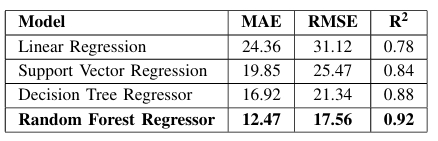 Model MAE RMSE R²
Linear Regression 24.36 31.12 0.78
Support Vector Regression 19.85 25.47 0.84
Decision Tree Regressor 16.92 21.34 0.88
Random Forest Regressor 12.47 17.56 0.92